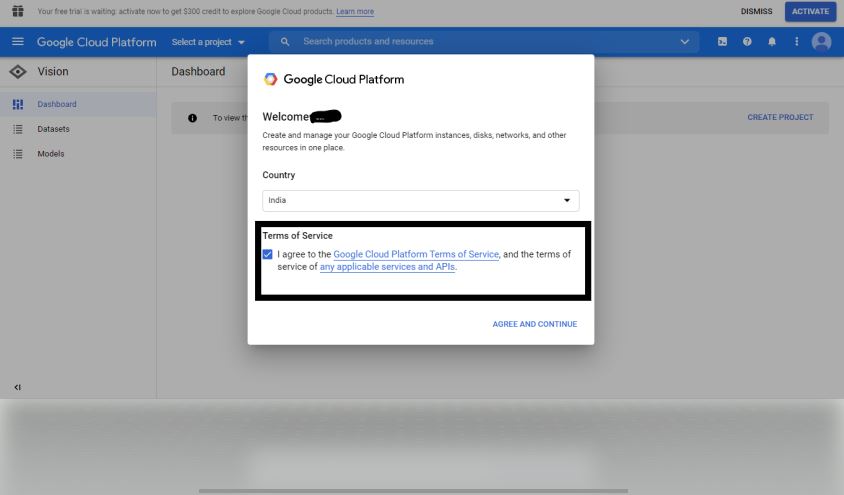 Your free trial is waiting: activate now to get $300 credit to explore Google Cloud products. Learn more
DISMISS
ACTIVATE
Google Cloud Platform
Select a project
Search products and resources
Vision
Dashboard
Dashboard
Datasets
Models
To view th
CREATE PROJECT
Google Cloud Platform
Welcome
Create and manage your Google Cloud Platform instances, disks, networks, and other
resources in one place.
Country
India
Terms of Service
I agree to the Google Cloud Platform Terms of Service, and the terms of
service of any applicable services and APIs.
AGREE AND CONTINUE